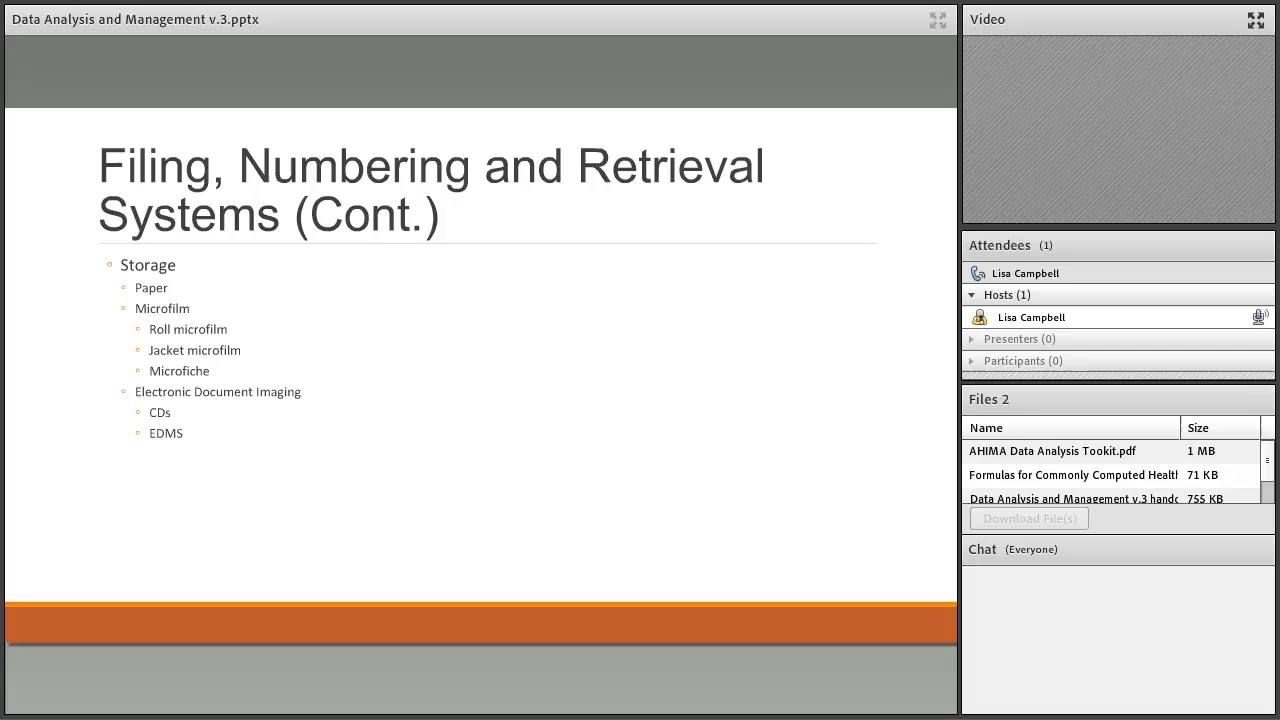 Data Analysis and Management v.3.pptx
Filing, Numbering and Retrieval
Systems (Cont.)
Storage
Paper
Microfilm
Roll microfilm
Jacket microfilm
Microfiche
Electronic Document Imaging
CDs
EDMS
Video
Attendees (1)
Lisa Campbell
Hosts (1)
Lisa Campbell
Presenters (0)
Participants (0)
Files 2
Name Size
AHIMA Data Analysis Tookit.pdf 1 MB
Formulas for Commonly Computed Healtl 71 KB
Data Analysis and Management v.3 handc 755 KB
Download File(s)
Chat (Everyone)